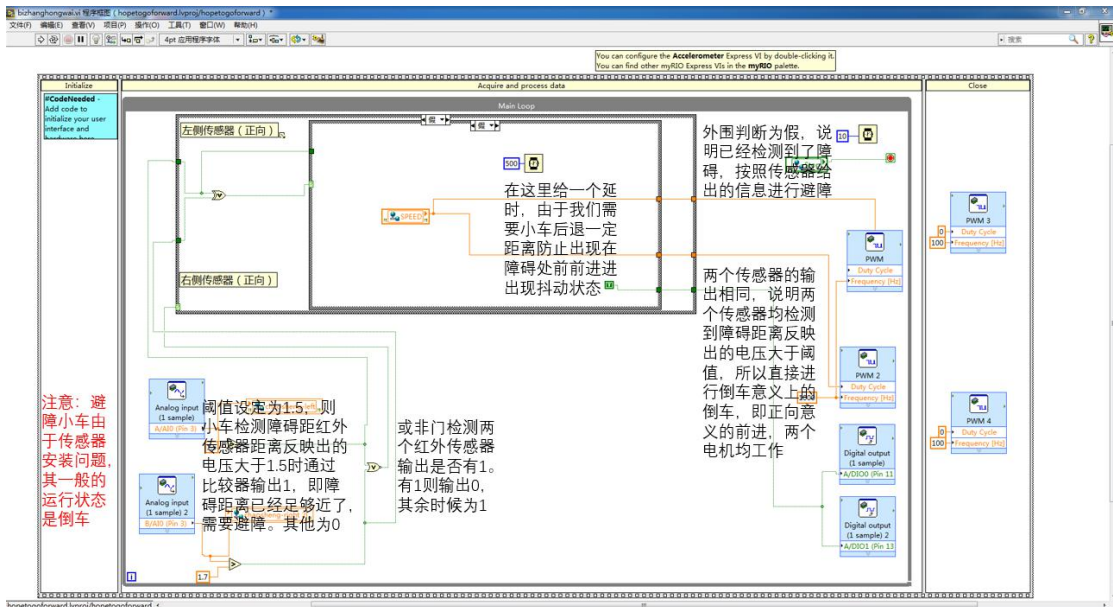 bizhanghongwai.vi 程序框图 ( hopetogoforward.lvproj/hopetogoforward ) *
文件(F) 编辑(E) 查看(V) 项目(P) 操作(O) 工具(T) 窗口(W) 帮助(H)
4pt 应用程序字体
搜索
You can configure the Accelerometer Express VI by double-clicking it.
You can find other myRIO Express VIs in the myRIO palette.
Initialize
Acquire and process data
Close
#CodeNeeded -
Add code to
initialize your user
interface and
hardware here
Main Loop
假
假
左侧传感器 ( 正向 )
500
SPEED
在这里给一个延
时，由于我们需
要小车后退一定
距离防止出现在
障碍处前前进进
出现抖动状态
右侧传感器 ( 正向 )
外围判断为假，说
明已经检测到了障
碍，按照传感器给
出的信息进行避障
10
两个传感器的输
出相同，说明两
个传感器均检测
到障碍距离反映
出的电压大于阈
值，所以直接进
行倒车意义上的
倒车，即正向意
义的前进，两个
电机均工作
PWM
Duty Cycle
Frequency [Hz]
PWM 2
Duty Cycle
Frequency [Hz]
Digital output
(1 sample)
A/DIO0 (Pin 11
Digital output
(1 sample) 2
A/DIO1 (Pin 13
PWM 3
0
Duty Cycle
100
Frequency [Hz]
PWM 4
0
Duty Cycle
100
Frequency [Hz]
注意：避
障小车由
于传感器
安装问题，
其一般的
运行状态
是倒车
Analog input
(1 sample)
A/AI0 (Pin 3)
Analog input
(1 sample) 2
B/AI0 (Pin 3)
阈值设定为1.5，则
小车检测障碍距红外
传感器距离反映出的
电压大于1.5时通过
比较器输出1，即障
碍距离已经足够近了，
需要避障。其他为0
1.7
或非门检测两
个红外传感器
输出是否有1。
有1则输出0，
其余时候为1
hopetogoforward.lvproj/hopetogoforward